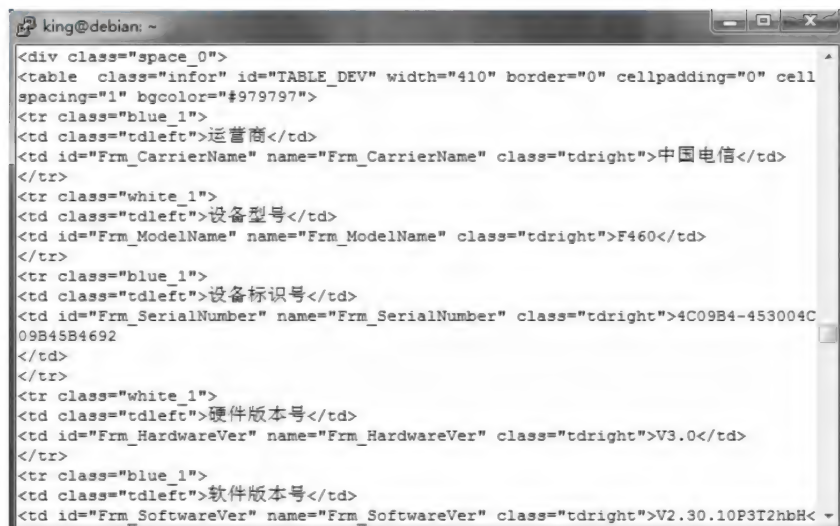 king@debian: ~
<div class="space_0">
<table  class="infor" id="TABLE_DEV" width="410" border="0" cellpadding="0" cell
spacing="1" bgcolor="#979797">
<tr class="blue_1">
<td class="tdleft">运营商</td>
<td id="Frm_CarrierName" name="Frm_CarrierName" class="tdright">中国电信</td>
</tr>
<tr class="white_1">
<td class="tdleft">设备型号</td>
<td id="Frm_ModelName" name="Frm_ModelName" class="tdright">F460</td>
</tr>
<tr class="blue_1">
<td class="tdleft">设备标识号</td>
<td id="Frm_SerialNumber" name="Frm_SerialNumber" class="tdright">4C09B4-453004C
09B45B4692
</td>
</tr>
<tr class="white_1">
<td class="tdleft">硬件版本号</td>
<td id="Frm_HardwareVer" name="Frm_HardwareVer" class="tdright">V3.0</td>
</tr>
<tr class="blue_1">
<td class="tdleft">软件版本号</td>
<td id="Frm_SoftwareVer" name="Frm_SoftwareVer" class="tdright">V2.30.10P3T2hbH<